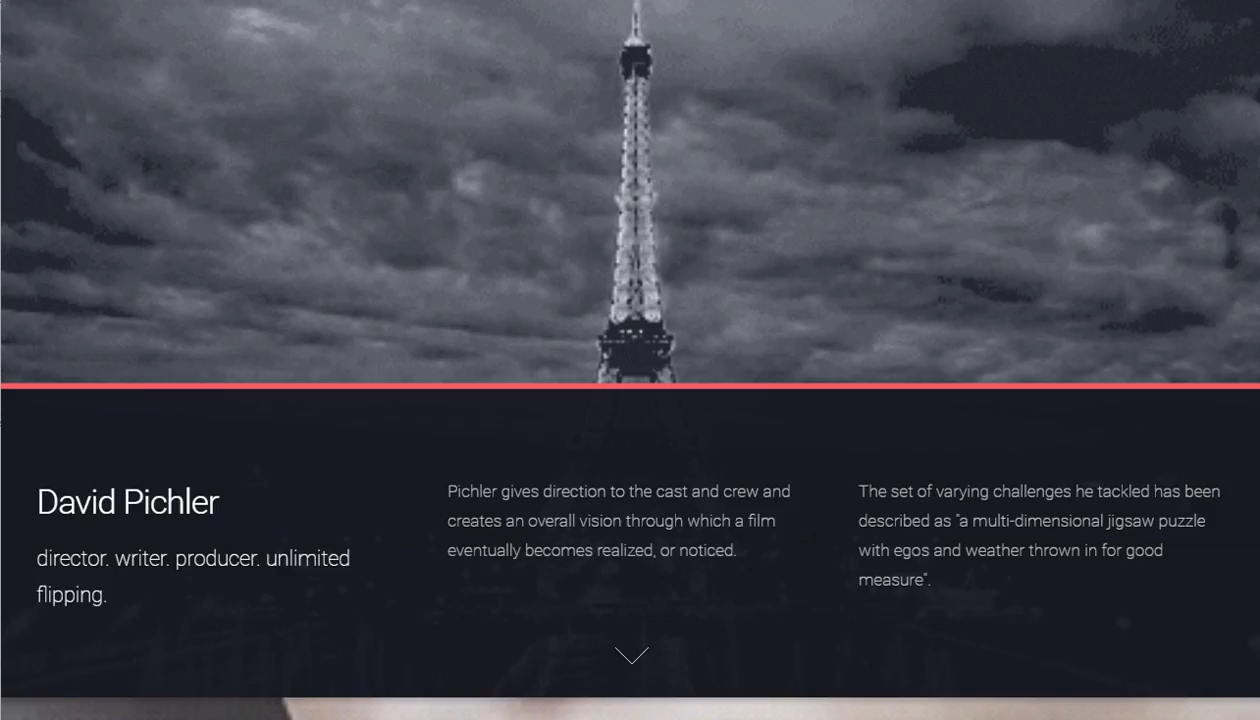 David Pichler
director. writer. producer. unlimited
flipping.
Pichler gives direction to the cast and crew and
creates an overall vision through which a film
eventually becomes realized, or noticed.
The set of varying challenges he tackled has been
described as "a multi-dimensional jigsaw puzzle
with egos and weather thrown in for good
measure".